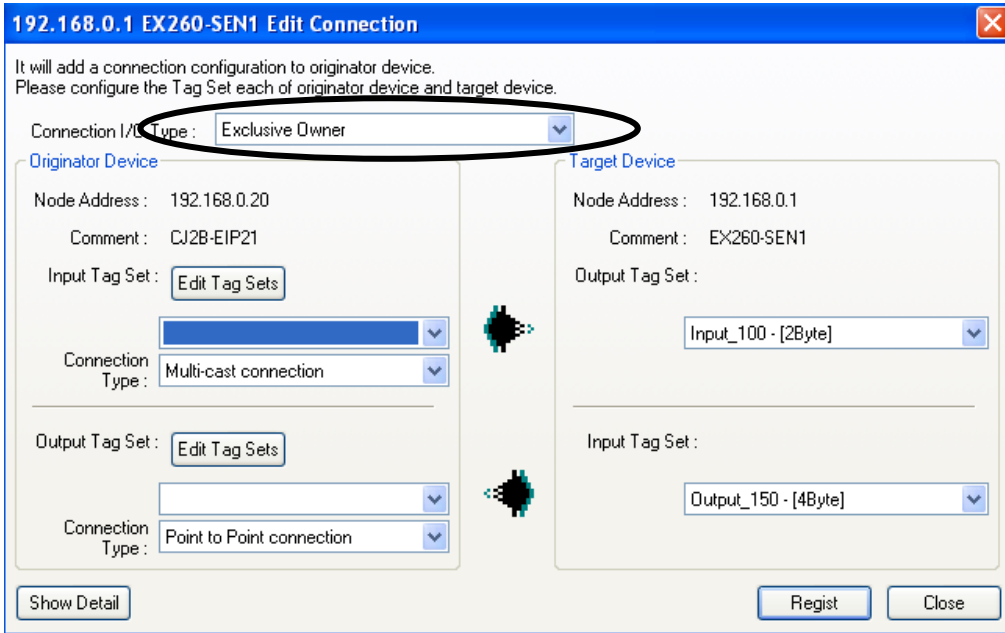 192.168.0.1 EX260-SEN1 Edit Connection
It will add a connection configuration to originator device.
Please configure the Tag Set each of originator device and target device.
Connection I/O Type : Exclusive Owner
Originator Device
Node Address : 192.168.0.20
Comment : CJ2B-EIP21
Input Tag Set : Edit Tag Sets
Connection
Type : Multi-cast connection
Output Tag Set : Edit Tag Sets
Connection
Type : Point to Point connection
Target Device
Node Address : 192.168.0.1
Comment : EX260-SEN1
Output Tag Set :
Input_100 - [2Byte]
Input Tag Set :
Output_150 - [4Byte]
Show Detail
Regist
Close